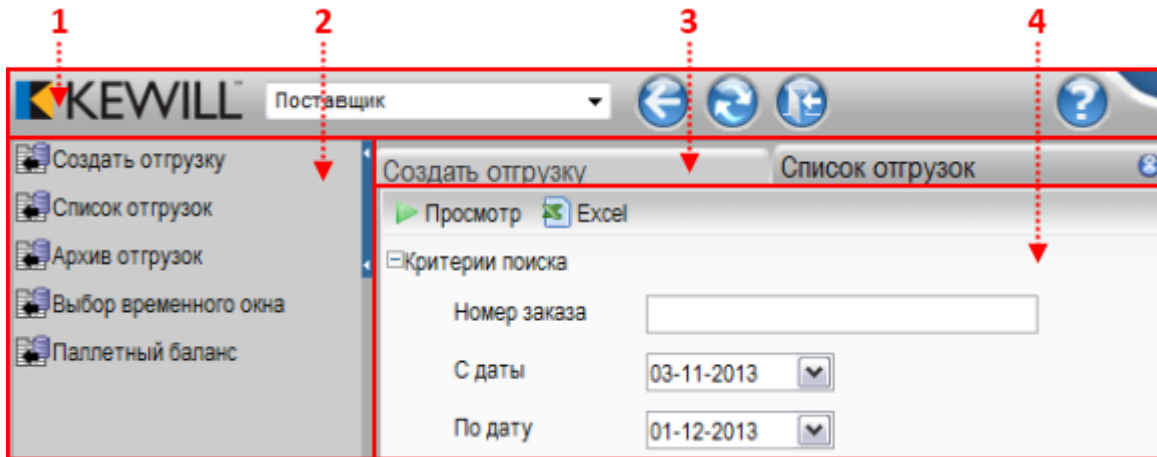 1 2 3 4
KEWILL™ Поставщик
Создать отгрузку
Список отгрузок
Архив отгрузок
Выбор временного окна
Паллетный баланс
Создать отгрузку Список отгрузок
Просмотр Excel
Критерии поиска
Номер заказа
С даты 03-11-2013
По дату 01-12-2013